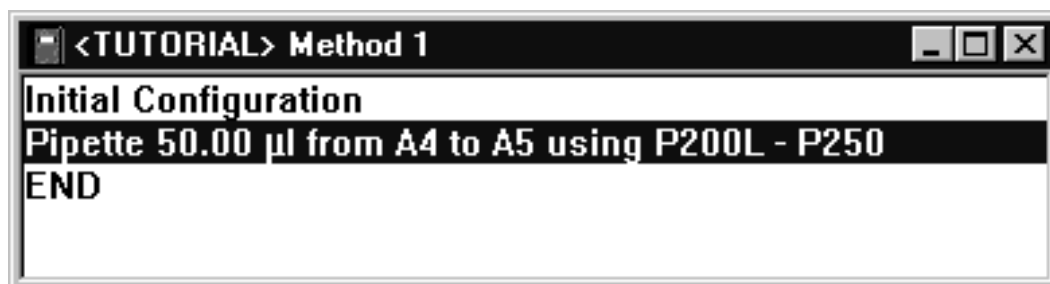 <TUTORIAL> Method 1
Initial Configuration
Pipette 50.00 µl from A4 to A5 using P200L - P250
END